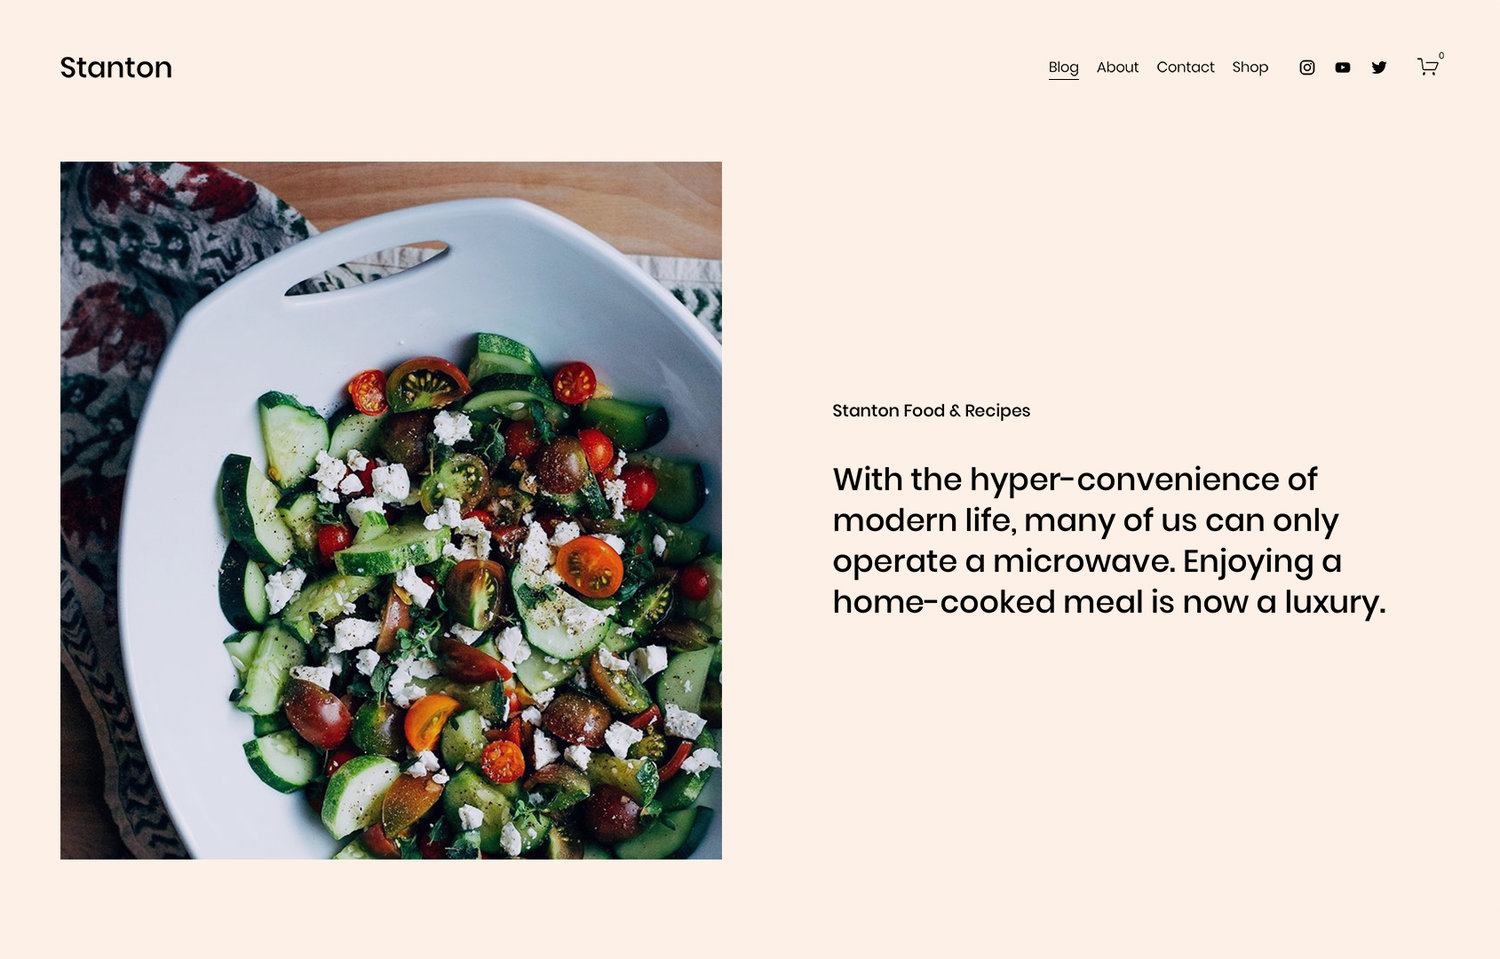 Stanton
Blog About Contact Shop
0
Stanton Food & Recipes
With the hyper-convenience of
modern life, many of us can only
operate a microwave. Enjoying a
home-cooked meal is now a luxury.